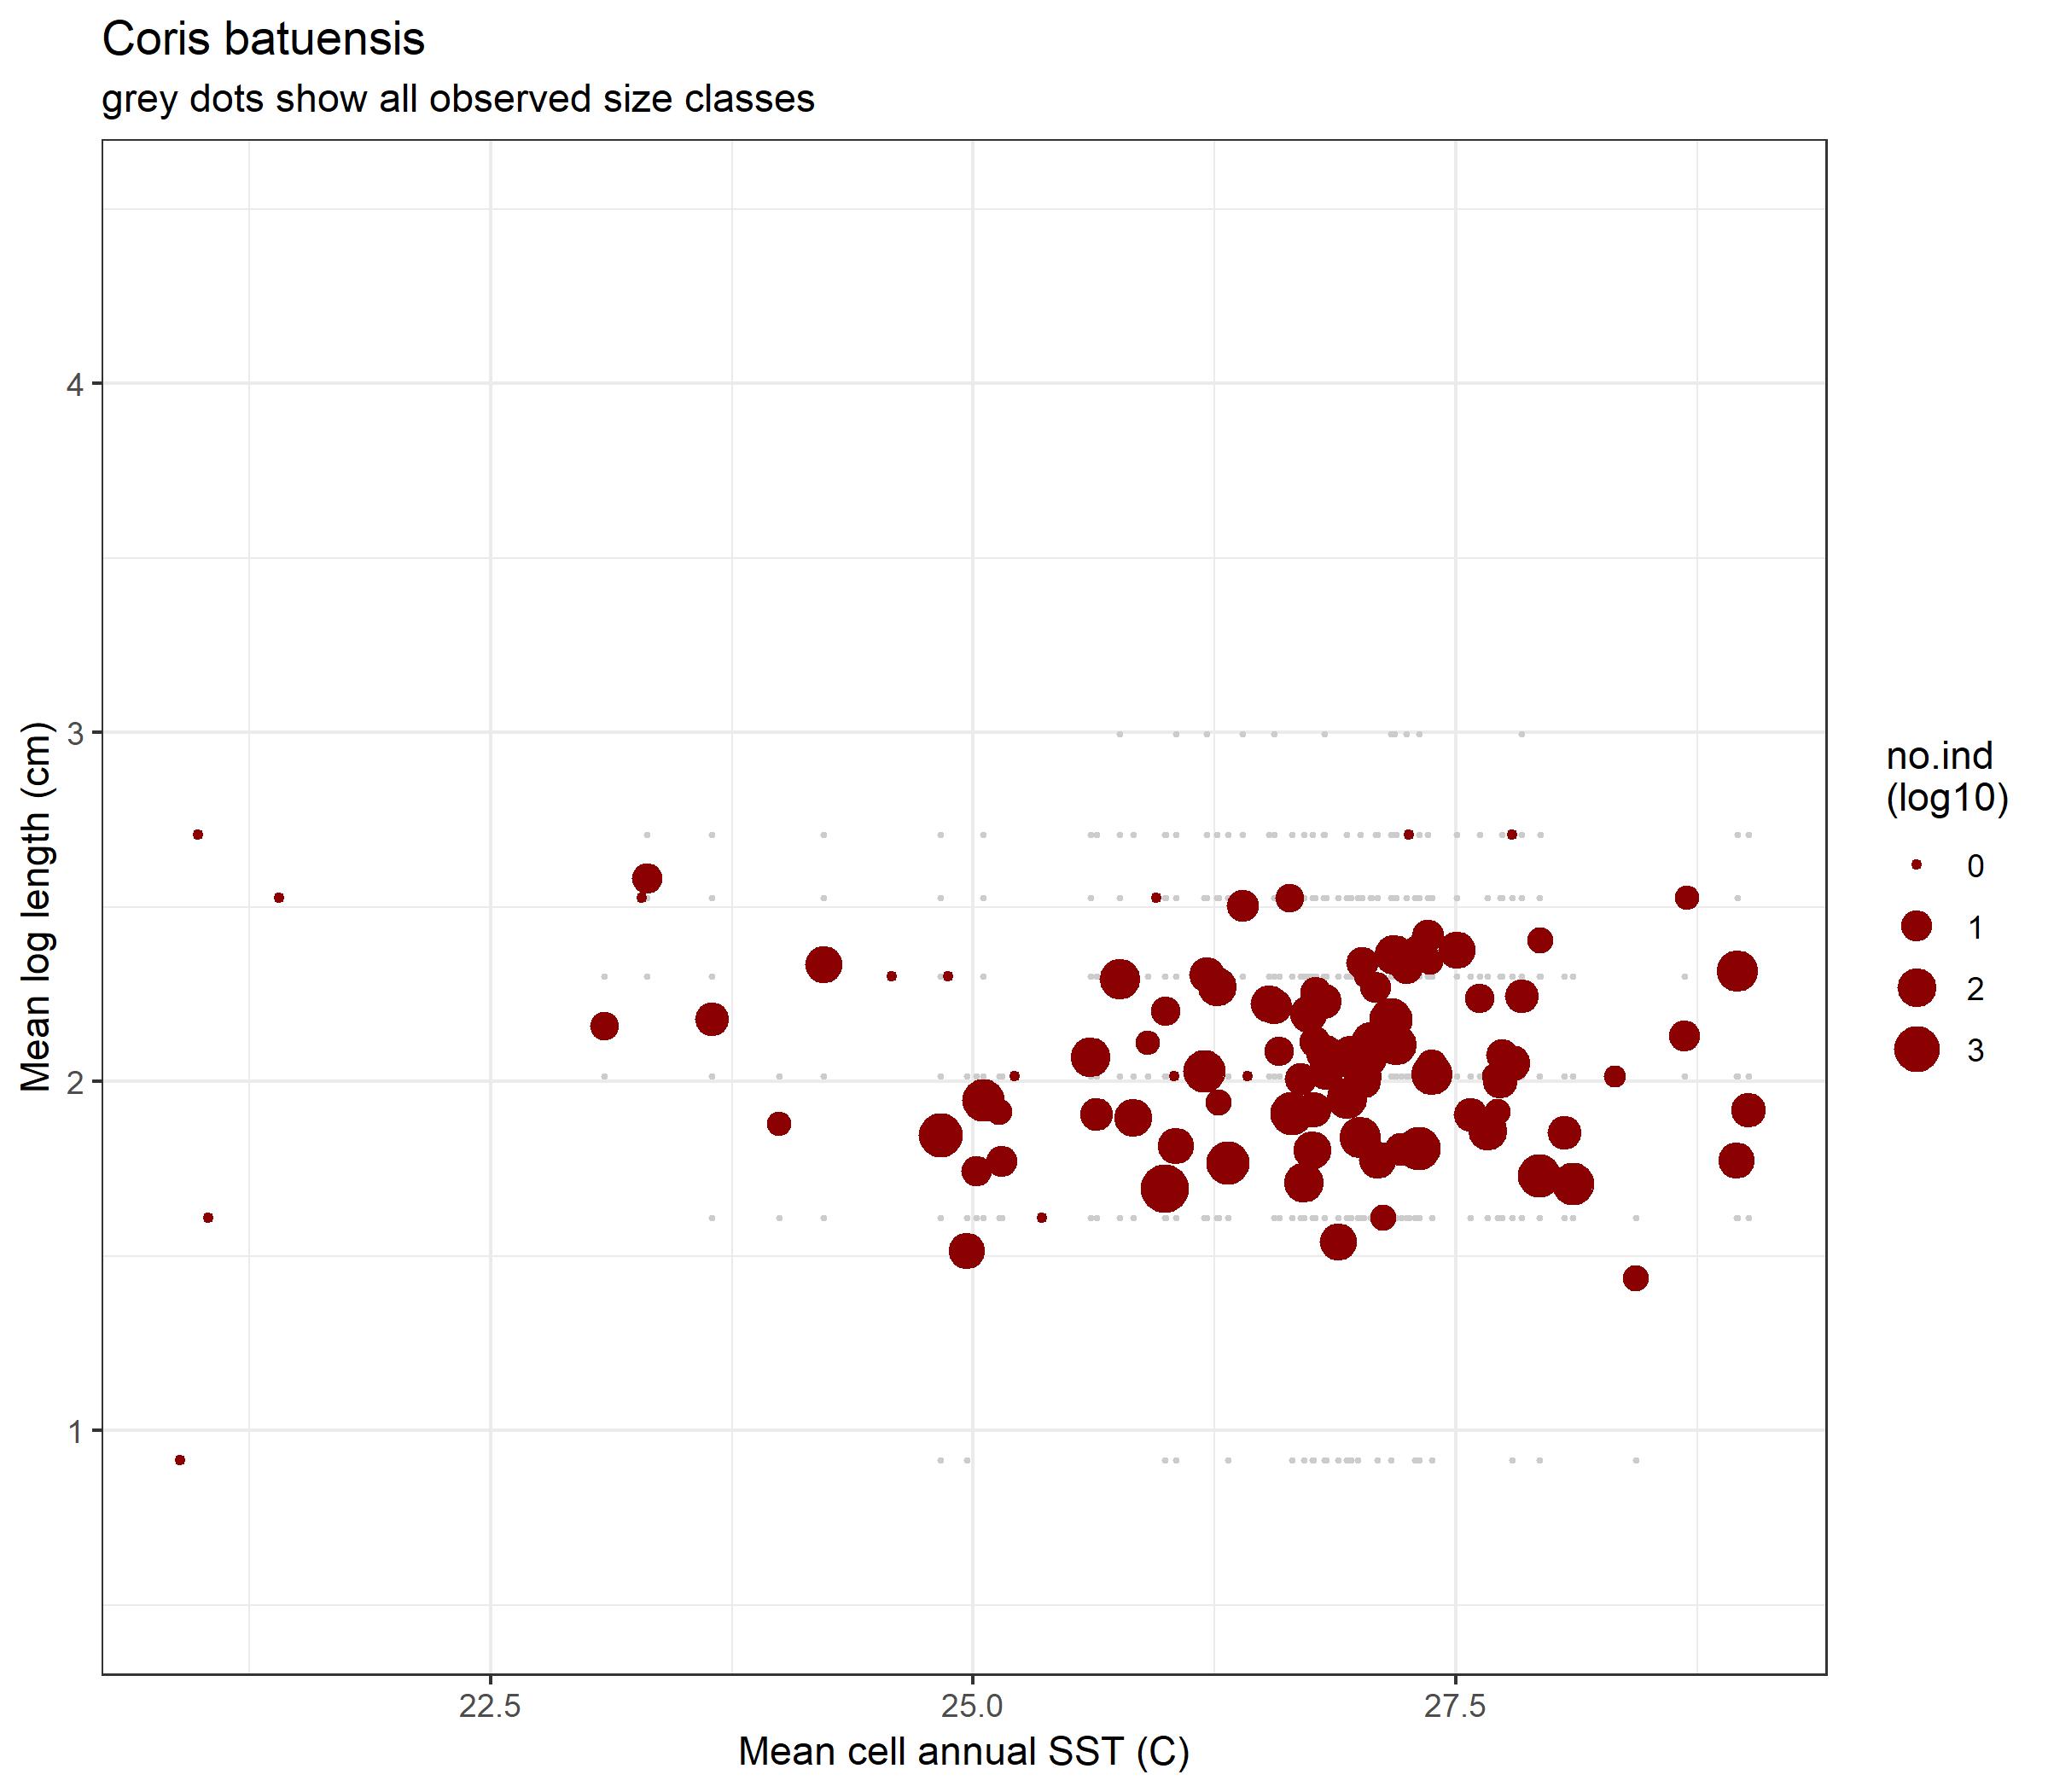 Coris batuensis
grey dots show all observed size classes
Mean log length (cm)
4
3
2
1
22.5 25.0 27.5
Mean cell annual SST (C)
no.ind
(log10)
0
1
2
3